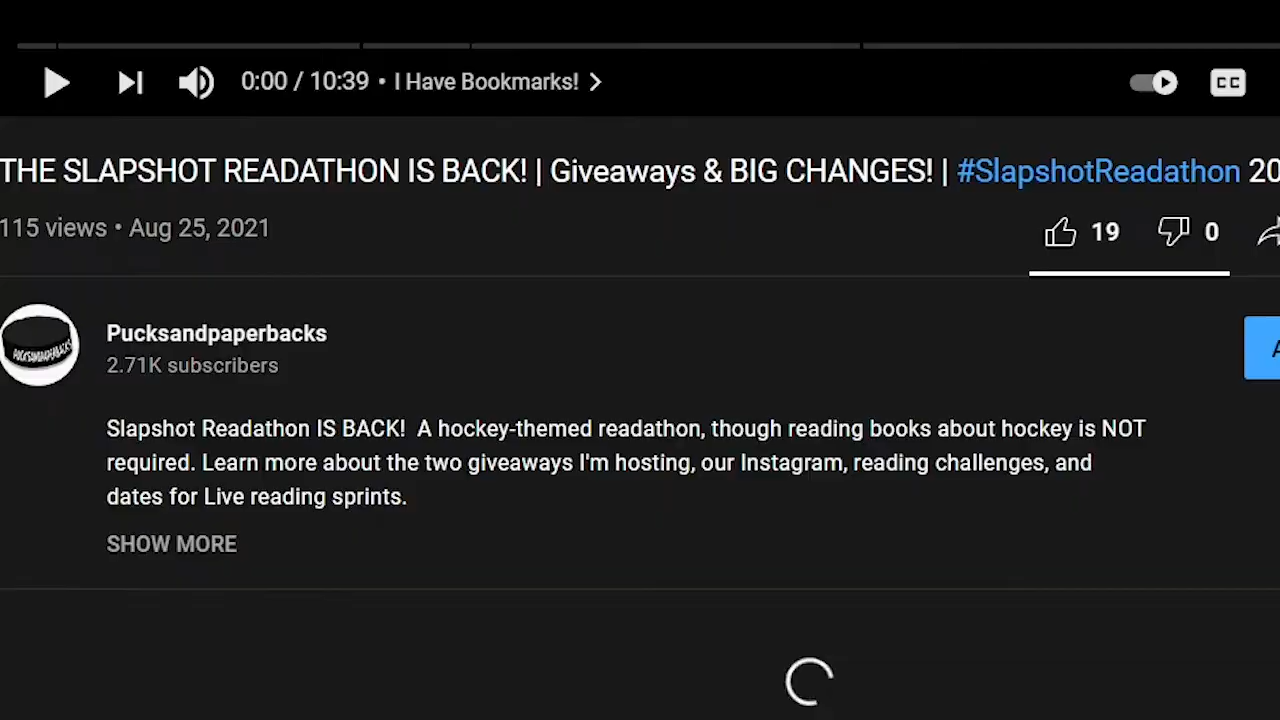 0:00 / 10:39 • I Have Bookmarks!
CC
THE SLAPSHOT READATHON IS BACK! | Giveaways & BIG CHANGES! | #SlapshotReadathon 20
115 views • Aug 25, 2021
19
0
PUCKSANDPAPERBACKS
Pucksandpaperbacks
2.71K subscribers
Slapshot Readathon IS BACK! A hockey-themed readathon, though reading books about hockey is NOT
required. Learn more about the two giveaways I'm hosting, our Instagram, reading challenges, and
dates for Live reading sprints.
SHOW MORE